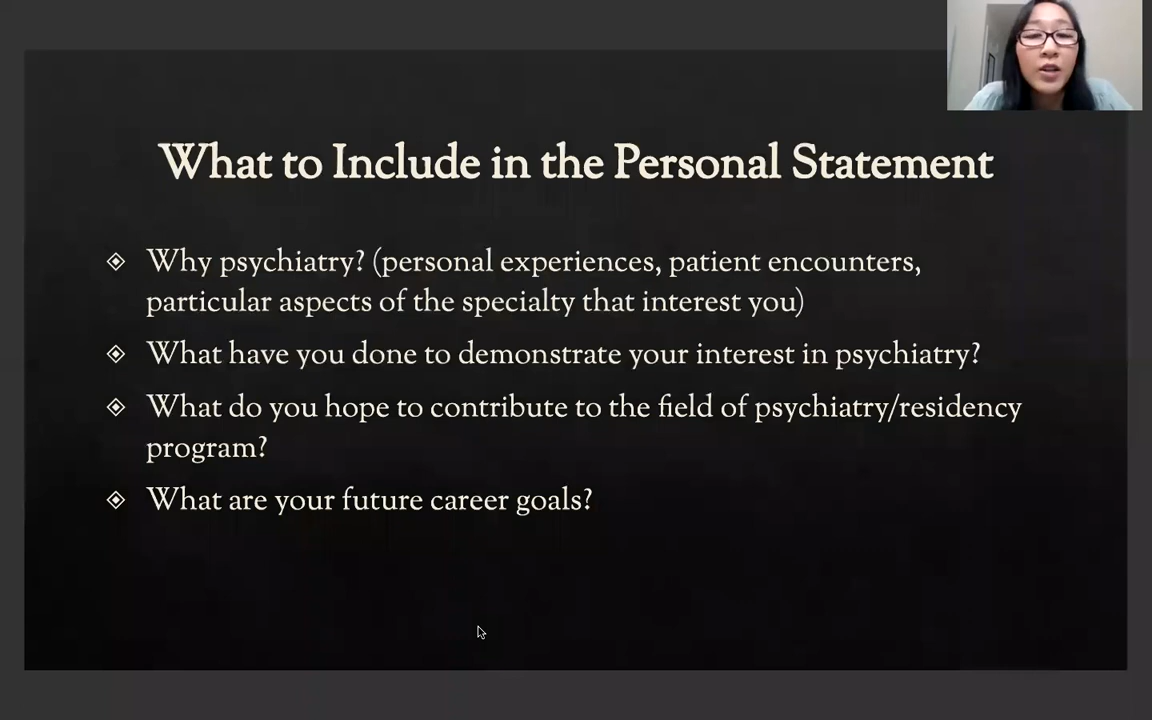 What to Include in the Personal Statement
Why psychiatry? (personal experiences, patient encounters,
particular aspects of the specialty that interest you)
What have you done to demonstrate your interest in psychiatry?
What do you hope to contribute to the field of psychiatry/residency
program?
What are your future career goals?